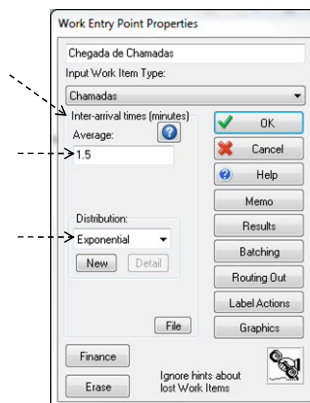 Work Entry Point Properties
Chegada de Chamadas
Input Work Item Type:
Chamadas
Inter-arrival times (minutes)
Average:
1.5
Distribution:
Exponential
New Detail
File
Finance
Erase
OK
Cancel
Help
Memo
Results
Batching
Routing Out
Label Actions
Graphics
Ignore hints about
lost Work Items